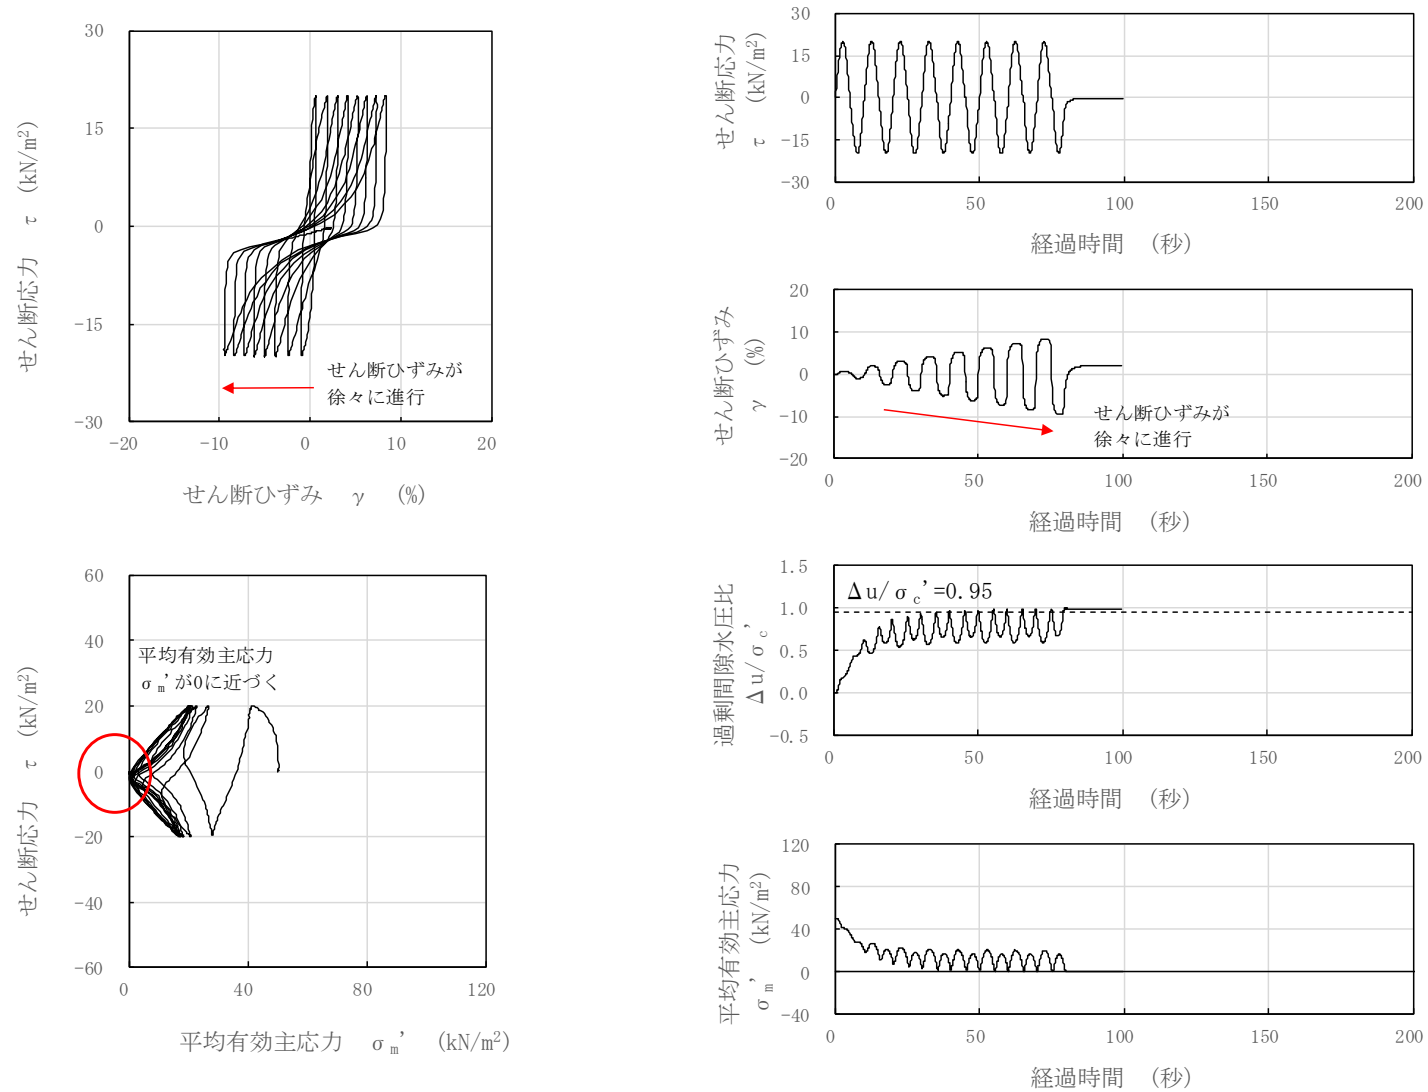 30
15
0
-15
-30
-20
-10
0
10
20
せん断応力 τ (kN/m²)
せん断ひずみ γ (%)
せん断ひずみが
徐々に進行
30
15
0
-15
-30
0
50
100
150
200
せん断応力
τ (kN/m²)
経過時間 (秒)
20
10
0
-10
-20
0
50
100
150
200
せん断ひずみ
γ (%)
経過時間 (秒)
せん断ひずみが
徐々に進行
60
40
20
0
-20
-40
-60
0
40
80
120
せん断応力 τ (kN/m²)
平均有効主応力 σm' (kN/m²)
平均有効主応力
σm'が0に近づく
1.5
1.0
0.5
0.0
-0.5
0
50
100
150
200
過剰間隙水圧比
Δu/σc'
経過時間 (秒)
Δu/σc'=0.95
120
80
40
0
-40
0
50
100
150
200
平均有効主応力
σm' (kN/m²)
経過時間 (秒)